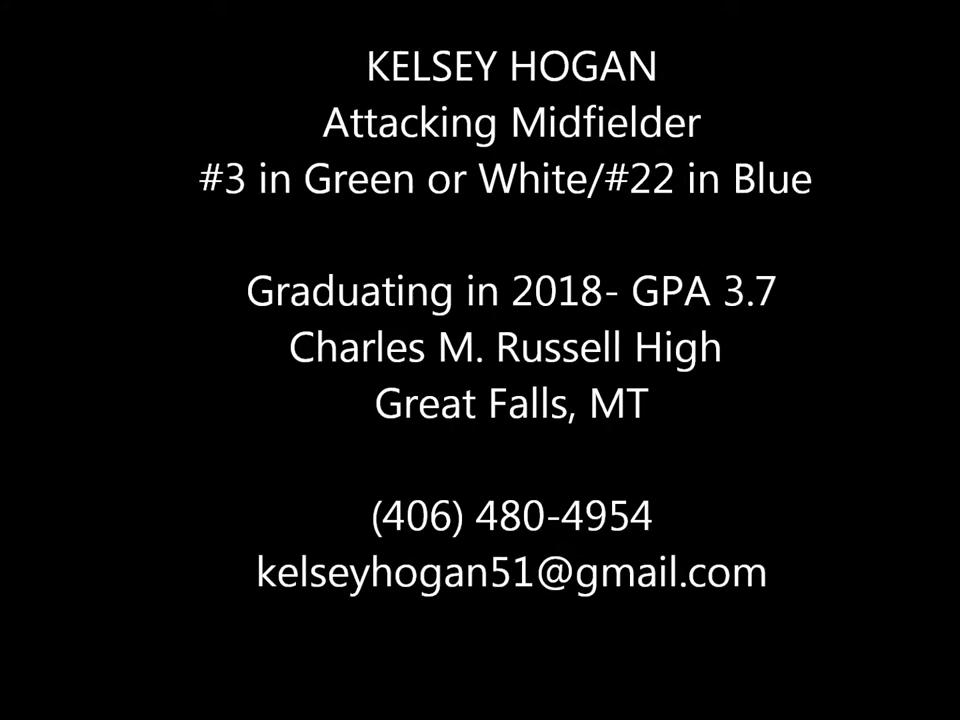 KELSEY HOGAN
Attacking Midfielder
#3 in Green or White/#22 in Blue
Graduating in 2018- GPA 3.7
Charles M. Russell High
Great Falls, MT
(406) 480-4954
kelseyhogan51@gmail.com